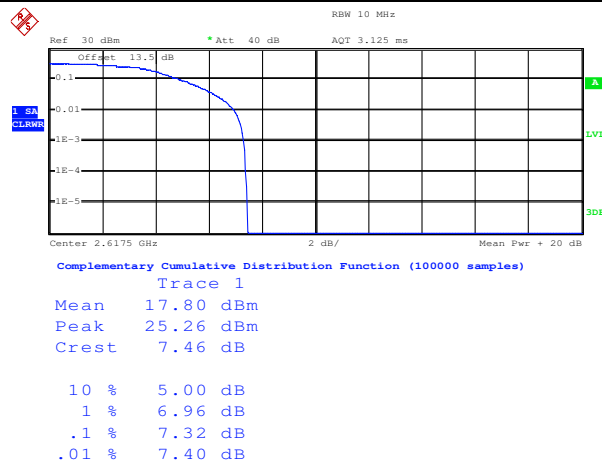 RBW 10 MHz
Ref 30 dBm * Att 40 dB AQT 3.125 ms
Offset 13.5 dB
0.1
A
1 SA
CLRWR
0.01
1E-3
LVL
1E-4
1E-5
Center 2.6175 GHz 2 dB/ Mean Pwr + 20 dB
Complementary Cumulative Distribution Function (100000 samples)
Trace 1
Mean 17.80 dBm
Peak 25.26 dBm
Crest 7.46 dB
10 % 5.00 dB
1 % 6.96 dB
.1 % 7.32 dB
.01 % 7.40 dB